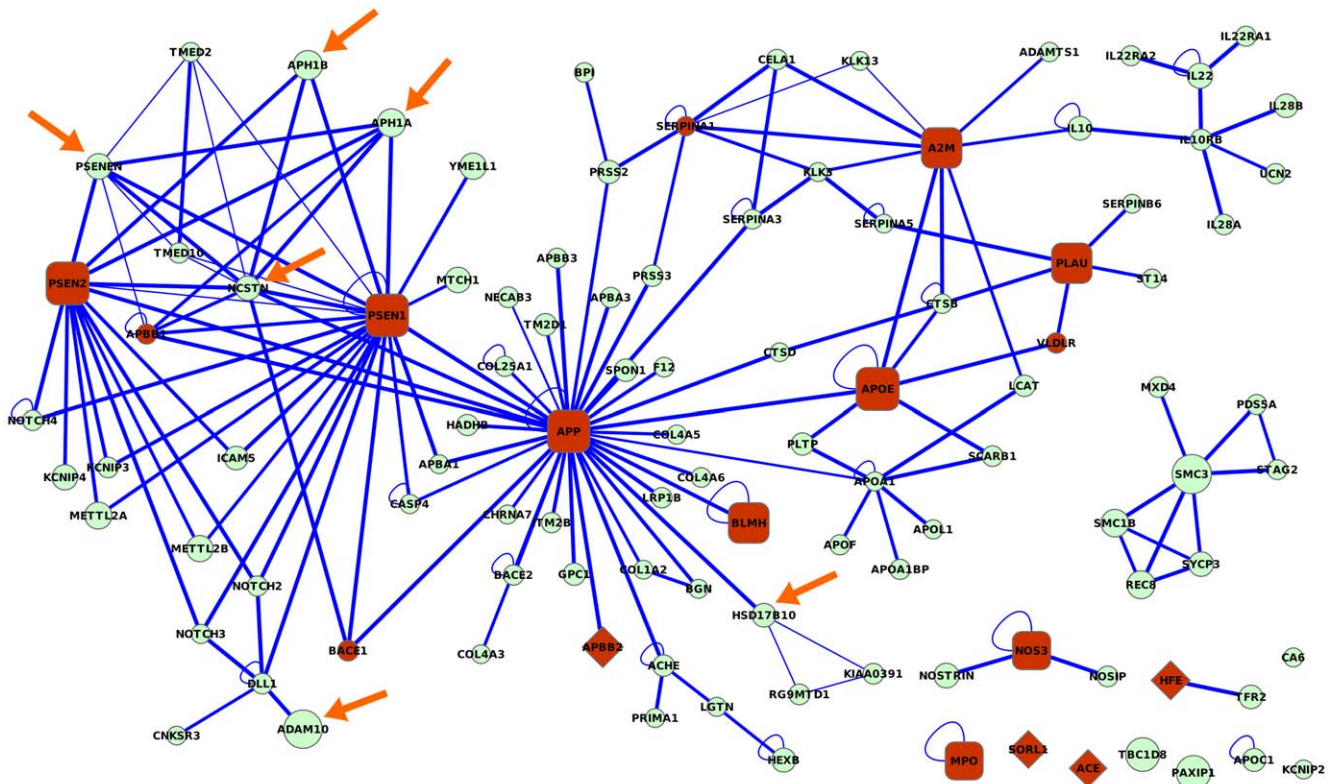 TMED2
APH1B
IL22RA1
IL22RA2
IL22
CELA1
KLK13
ADAMTS1
BPI
IL28B
APH1A
SERPINA1
IL10
IL10RB
A2M
PSENEN
YME1L1
PRSS2
KLK3
UCN2
SERPINB6
SERPINA3
SERPINA5
IL28A
TMED10
APBB3
PRSS3
PLAU
ST14
PSEN2
NCSTN
MTCH1
NECAB3
APBA3
CTSB
PSEN1
TM2D1
APBB1
VLDLR
CTSD
COL25A1
SPON1
F12
APOE
LCAT
MXD4
PDS5A
NOTCH4
HADHB
APP
COL4A5
PLTP
SCARB1
KCNIP4
KCNIP3
ICAM5
APBA1
COL4A6
APOA1
SMC3
STAG2
METTL2A
CASP4
CHRNA7
ITM2B
LRP1B
BLMH
APOL1
SMC1B
METTL2B
APOF
SYCP3
NOTCH2
BACE2
GPC1
COL1A2
BGN
APOA1BP
REC8
HSD17B10
NOTCH3
BACE1
COL4A3
APBB2
NOS3
CA6
ACHE
KIAA0391
NOSTRIN
NOSIP
HFE
DLL1
RG9MTD1
TFR2
LGTN
PRIMA1
CNKSR3
ADAM10
HEXB
MPO
SORL1
ACE
TBC1D8
PAXIP1
APOC1
KCNIP2